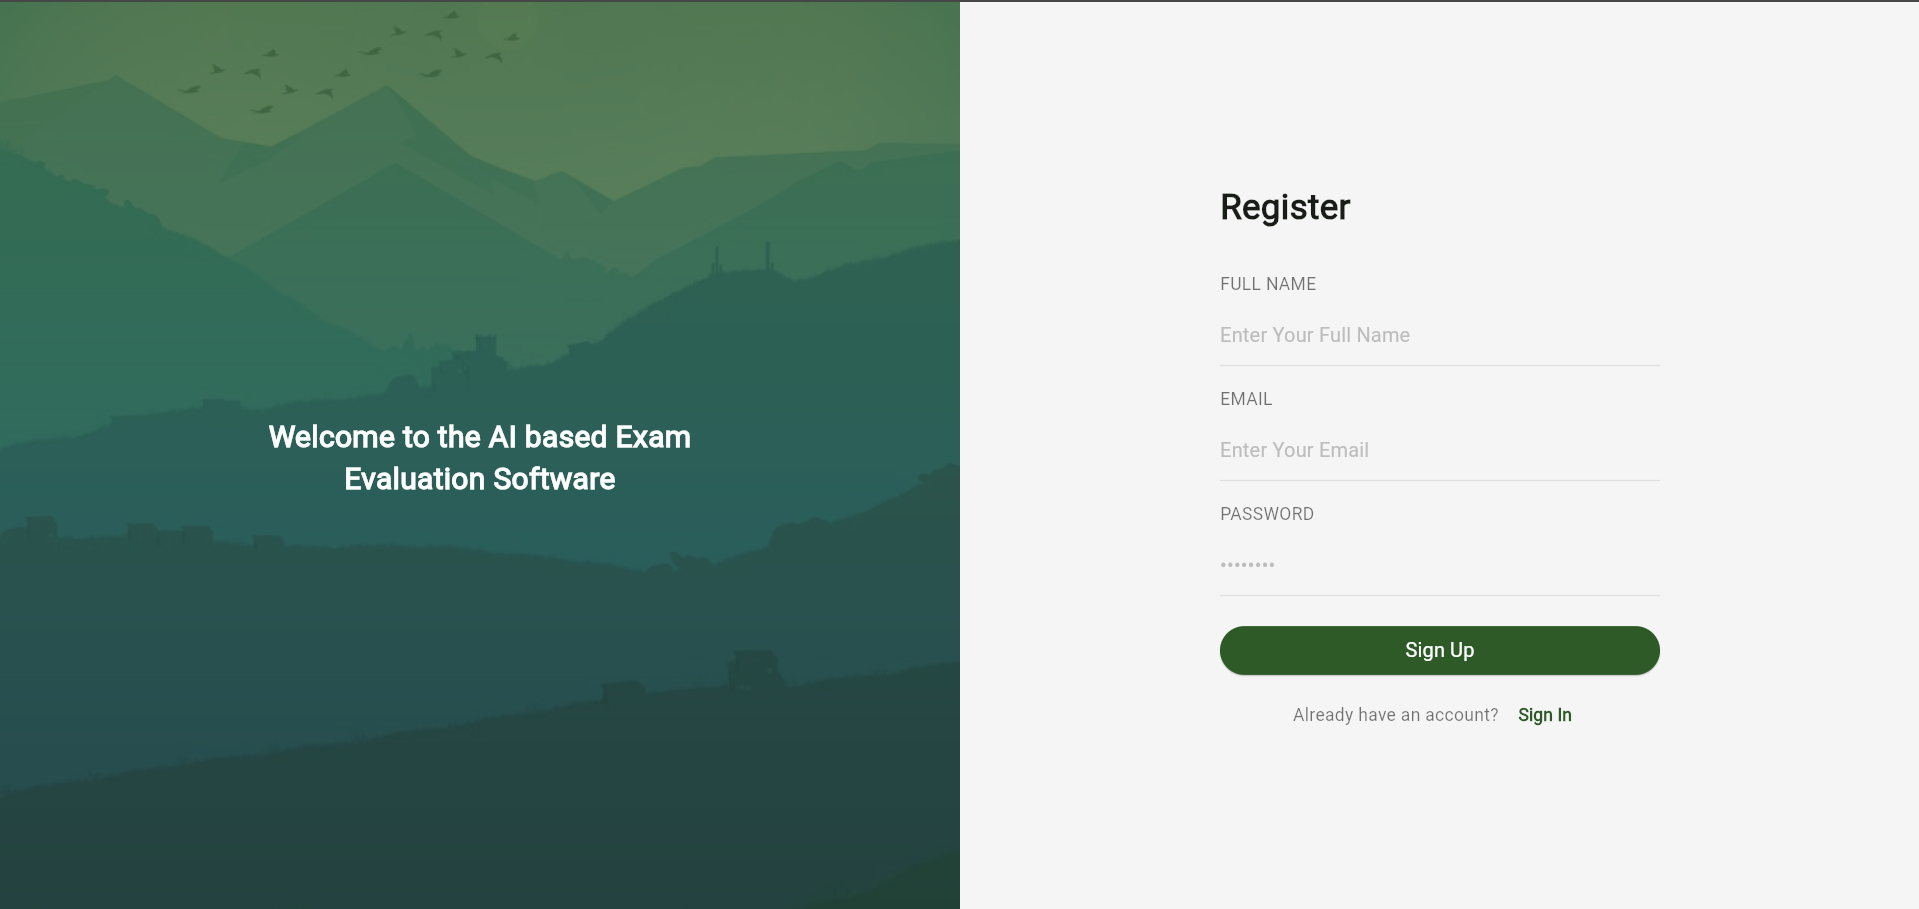 Welcome to the AI based Exam
Evaluation Software
Register
FULL NAME
Enter Your Full Name
EMAIL
Enter Your Email
PASSWORD
••••••••
Sign Up
Already have an account? Sign In